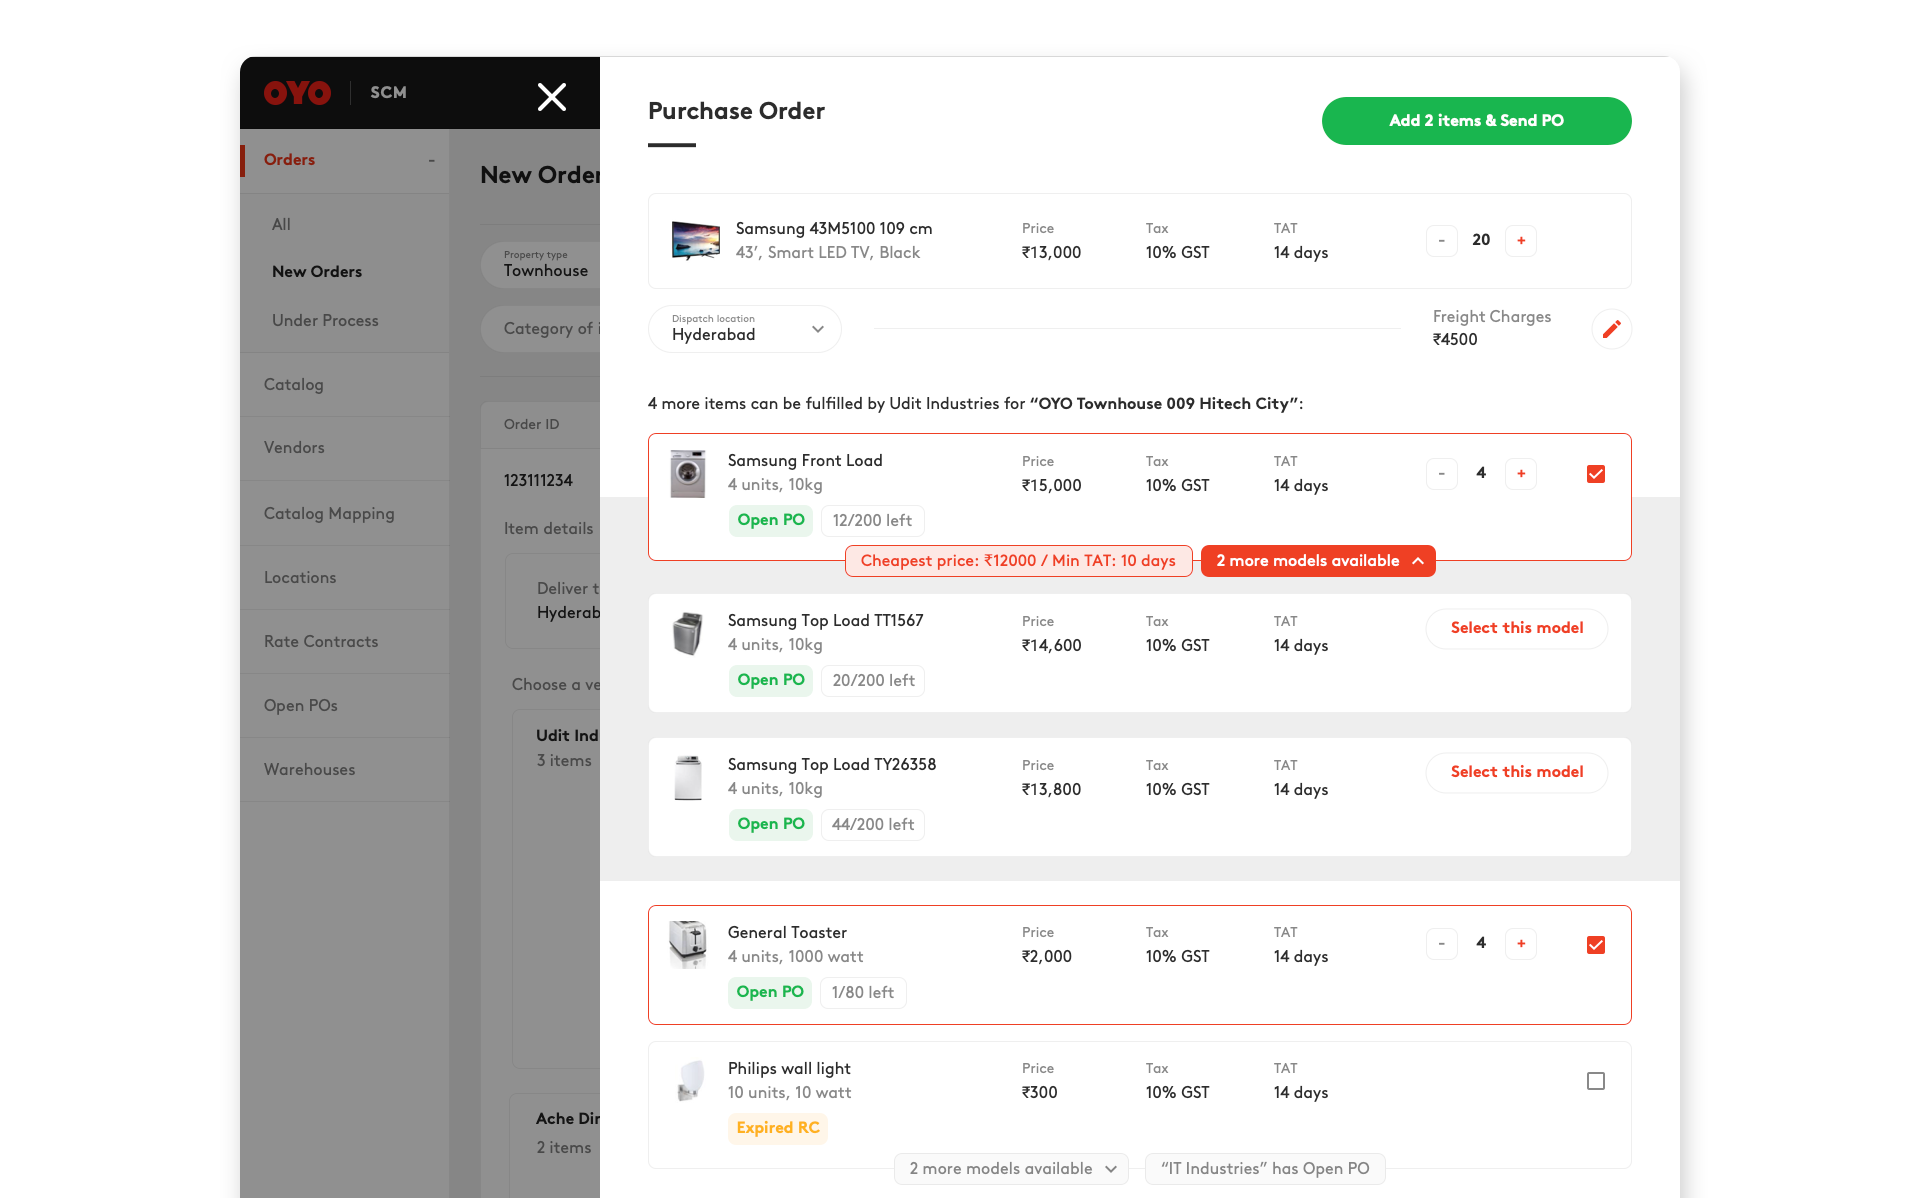 OYO
SCM
Orders
-
All
New Orders
Under Process
Catalog
Vendors
Catalog Mapping
Locations
Rate Contracts
Open POs
Warehouses
New Order
Property type
Townhouse
Category of i
Order ID
123111234
Item details
Deliver t
Hyderab
Choose a ve
Udit Ind
3 items
Ache Dir
2 items
Purchase Order
Add 2 items & Send PO
Samsung 43M5100 109 cm
43’, Smart LED TV, Black
Price
₹13,000
Tax
10% GST
TAT
14 days
- 20 +
Dispatch location
Hyderabad
Freight Charges
₹4500
4 more items can be fulfilled by Udit Industries for “OYO Townhouse 009 Hitech City”:
Samsung Front Load
4 units, 10kg
Open PO
12/200 left
Price
₹15,000
Tax
10% GST
TAT
14 days
- 4 +
Cheapest price: ₹12000 / Min TAT: 10 days
2 more models available
Samsung Top Load TT1567
4 units, 10kg
Open PO
20/200 left
Price
₹14,600
Tax
10% GST
TAT
14 days
Select this model
Samsung Top Load TY26358
4 units, 10kg
Open PO
44/200 left
Price
₹13,800
Tax
10% GST
TAT
14 days
Select this model
General Toaster
4 units, 1000 watt
Open PO
1/80 left
Price
₹2,000
Tax
10% GST
TAT
14 days
- 4 +
Philips wall light
10 units, 10 watt
Expired RC
Price
₹300
Tax
10% GST
TAT
14 days
2 more models available
“IT Industries” has Open PO